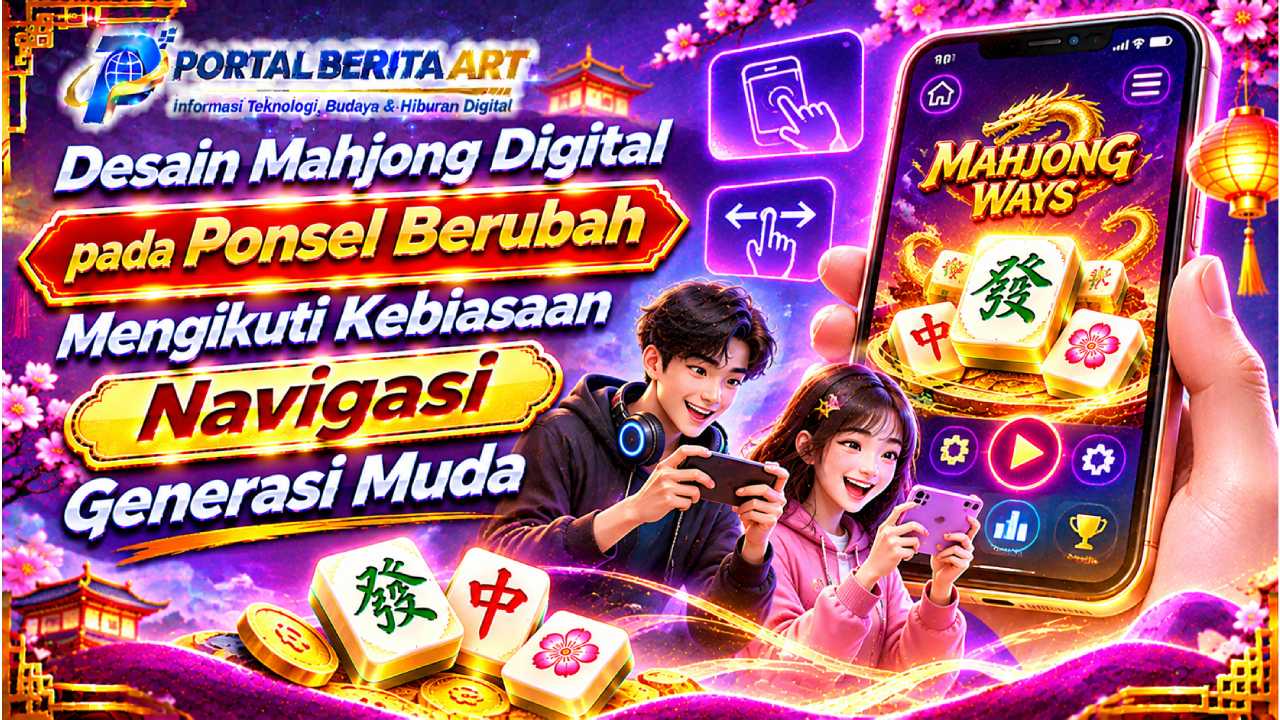 PORTAL BERITA ART
Informasi Teknologi, Budaya & Hiburan Digital
Desain Mahjong Digital
pada Ponsel Berubah
Mengikuti Kebiasaan
Navigasi
Generasi Muda
MAHJONG
WAYS
發
中
發
中